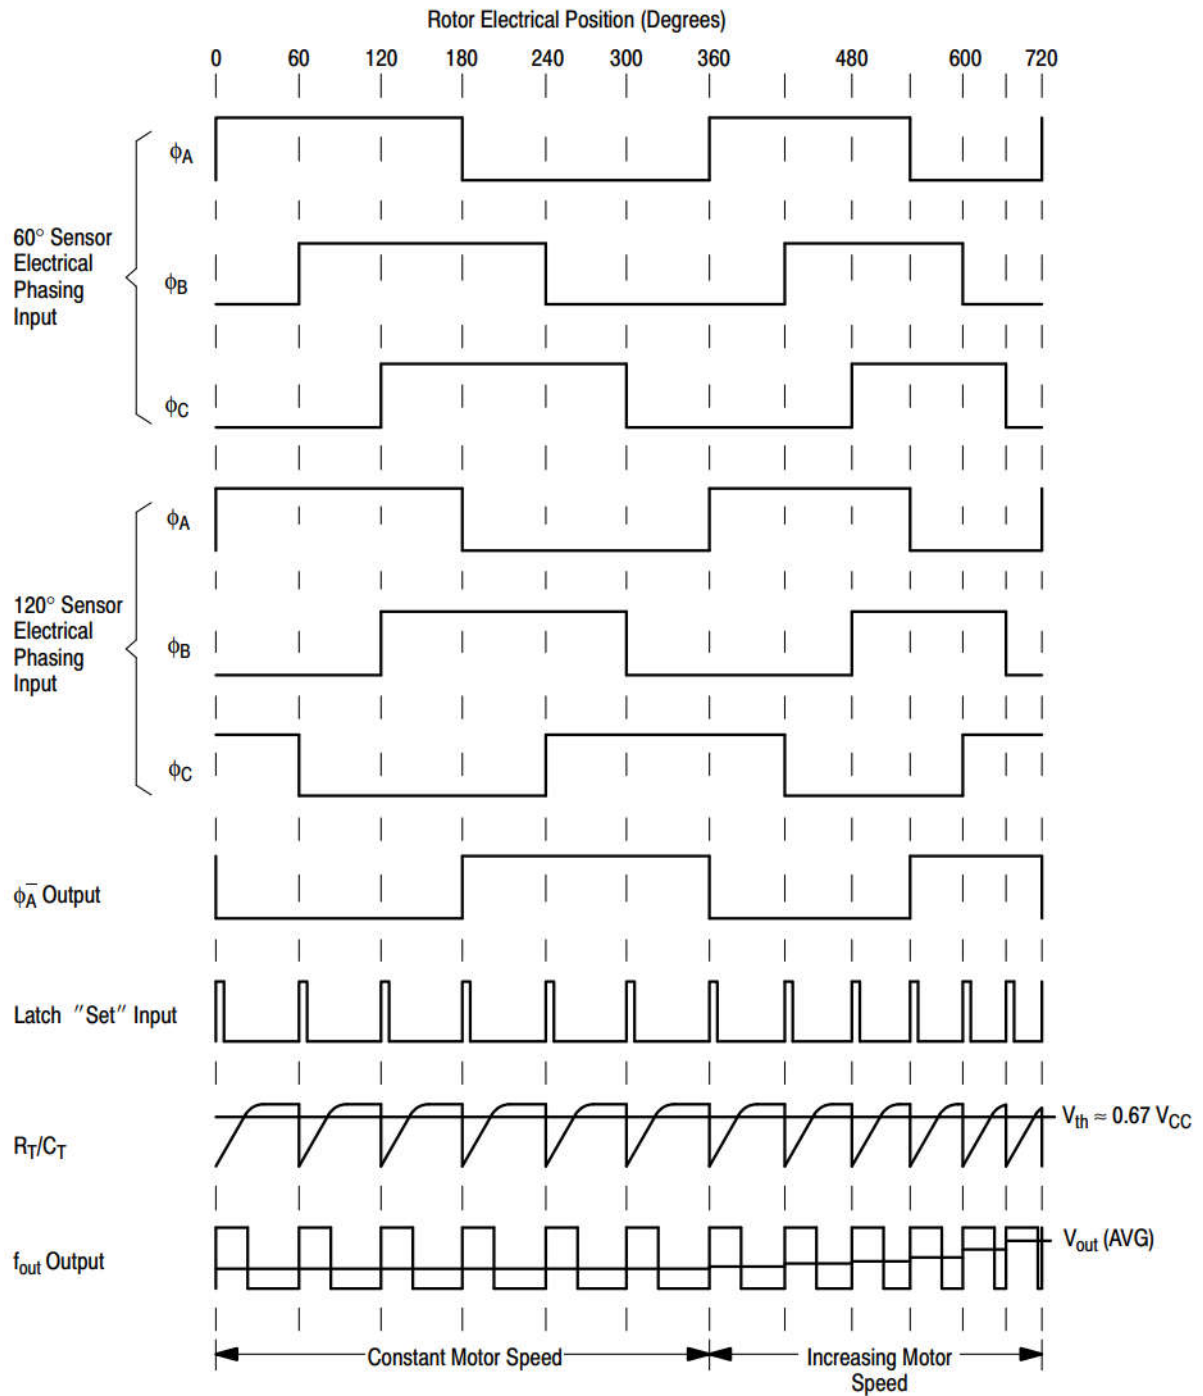 Rotor Electrical Position (Degrees)
0 60 120 180 240 300 360 480 600 720
ϕA
60° Sensor
Electrical
Phasing
Input
ϕB
ϕC
ϕA
120° Sensor
Electrical
Phasing
Input
ϕB
ϕC
ϕA̅ Output
Latch ″Set″ Input
Vth ≈ 0.67 VCC
RT/CT
Vout (AVG)
fout Output
Constant Motor Speed
Increasing Motor
Speed